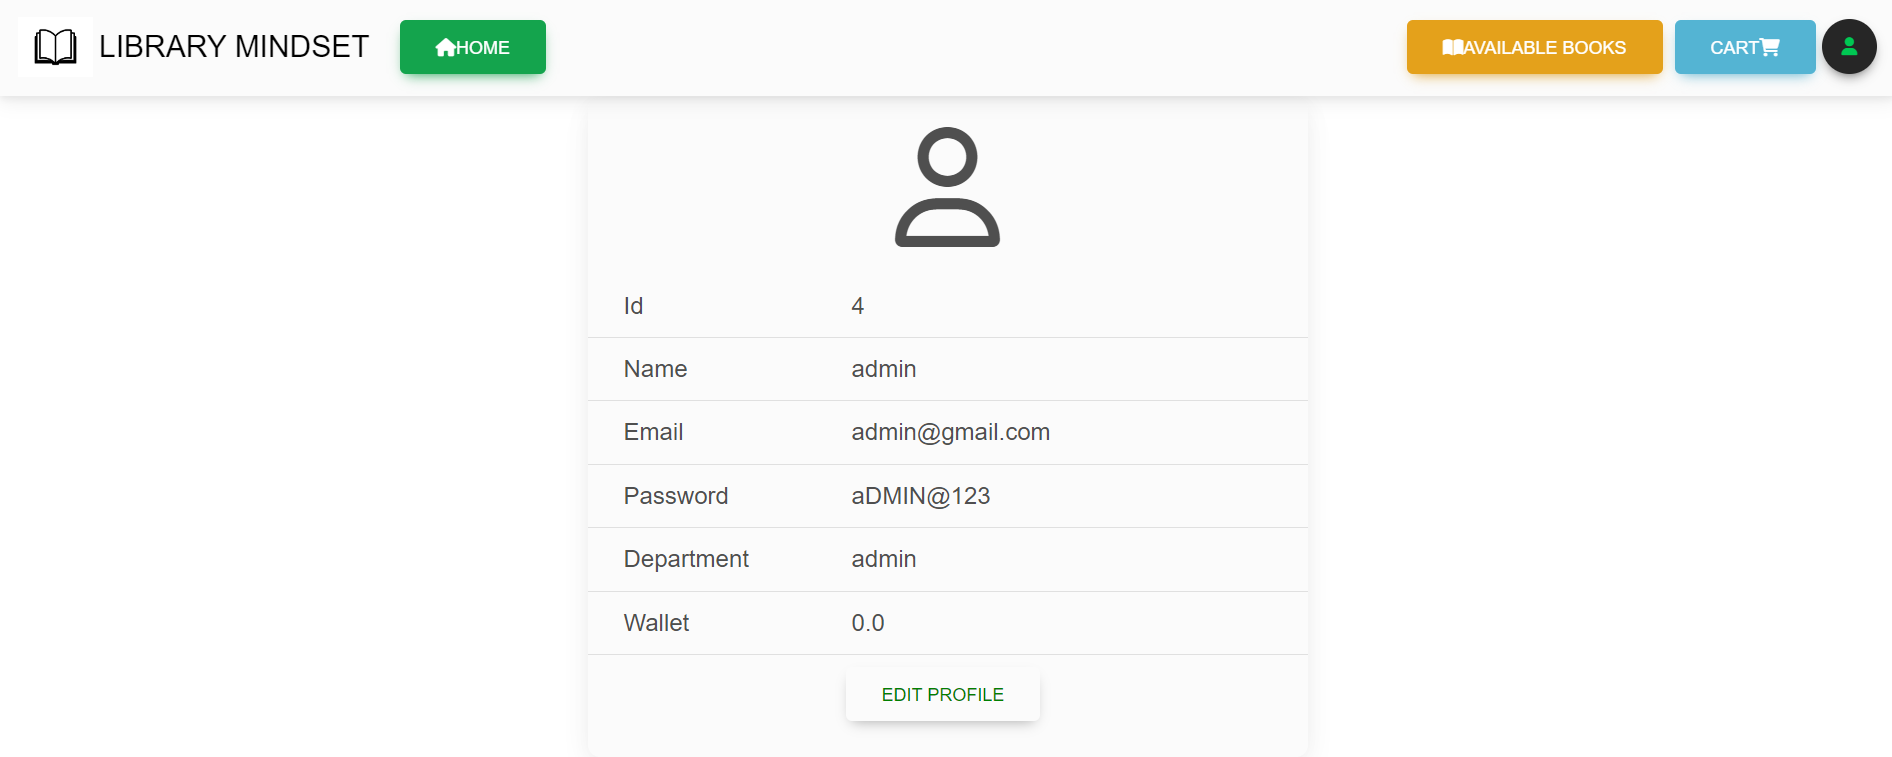 LIBRARY MINDSET HOME AVAILABLE BOOKS CART
Id 4
Name admin
Email admin@gmail.com
Password aDMIN@123
Department admin
Wallet 0.0
EDIT PROFILE